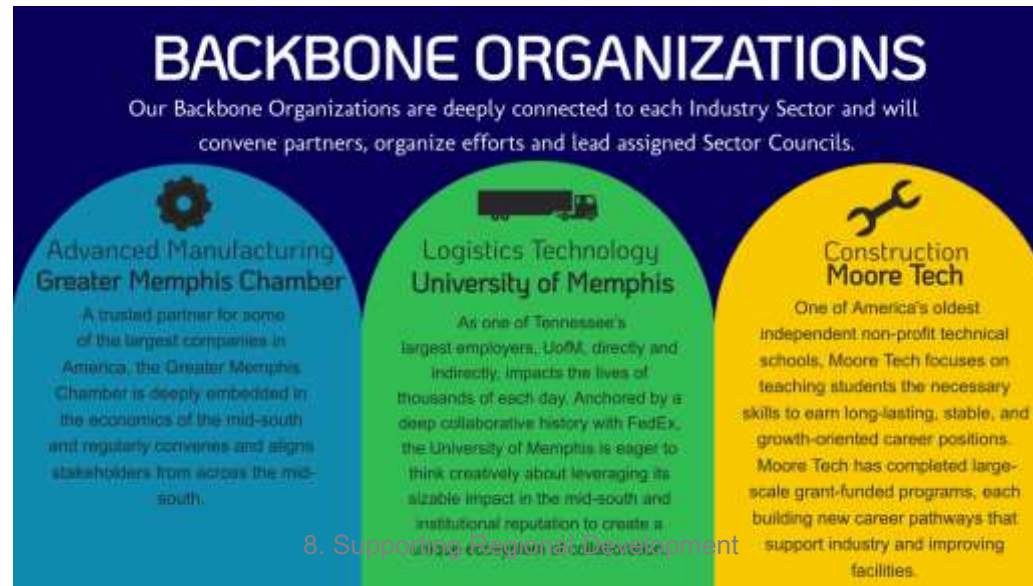 BACKBONE ORGANIZATIONS
Our Backbone Organizations are deeply connected to each Industry Sector and will
convene partners, organize efforts and lead assigned Sector Councils.
Advanced Manufacturing
Greater Memphis Chamber
A trusted partner for some
of the largest companies in
America, the Greater Memphis
Chamber is deeply embedded in
the economics of the mid-south
and regularly convenes and aligns
stakeholders from across the mid-
south.
Logistics Technology
University of Memphis
As one of Tennessee's
largest employers, UofM, directly and
indirectly, impacts the lives of
thousands of each day. Anchored by a
deep collaborative history with FedEx,
the University of Memphis is eager to
think creatively about leveraging its
sizable impact in the mid-south and
institutional reputation to create a
Construction
Moore Tech
One of America's oldest
independent non-profit technical
schools, Moore Tech focuses on
teaching students the necessary
skills to earn long-lasting, stable, and
growth-oriented career positions.
Moore Tech has completed large-
scale grant-funded programs, each
building new career pathways that
support industry and improving
facilities.
8. Supporting Regional Development